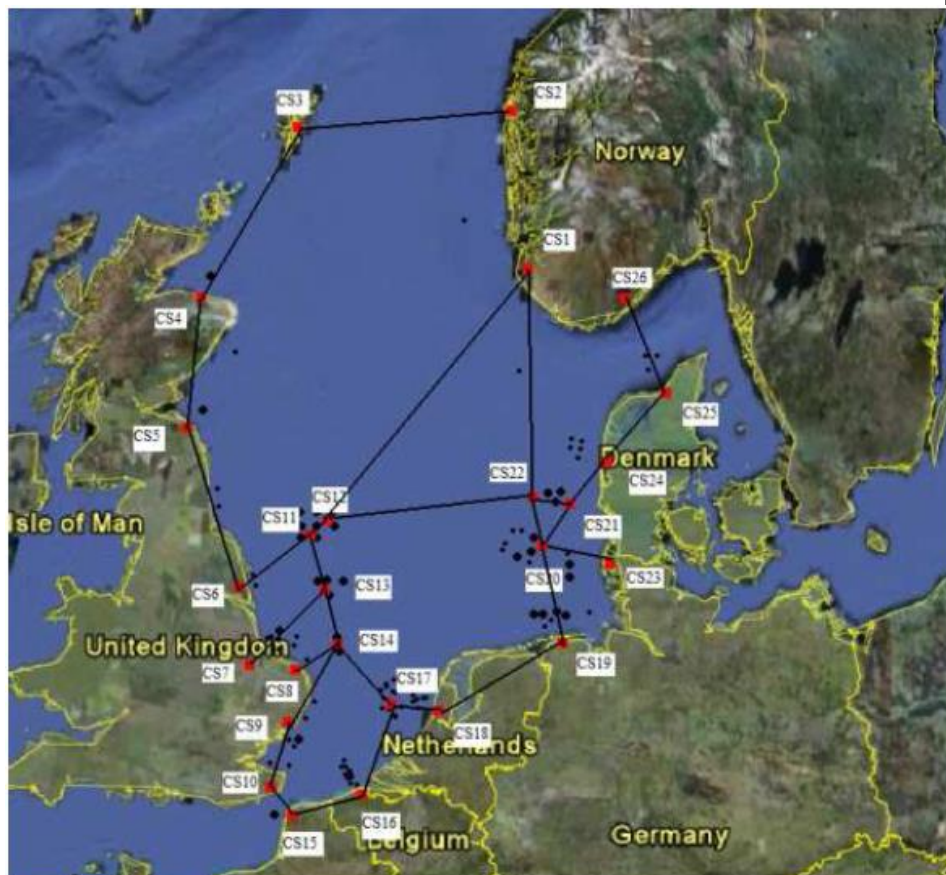 CS3
CS2
Norway
CS1
CS26
CS4
CS25
CS5
Denmark
CS24
CS22
CS12
CS11
Isle of Man
CS21
CS20
CS23
CS6
CS13
United Kingdom
CS14
CS7
CS8
CS19
CS17
CS9
CS18
Netherlands
CS10
CS16
CS15
Belgium
Germany